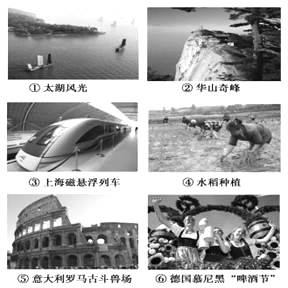 ① 太湖风光
② 华山奇峰
③ 上海磁悬浮列车
④ 水稻种植
⑤ 意大利罗马古斗兽场
⑥ 德国慕尼黑“啤酒节”